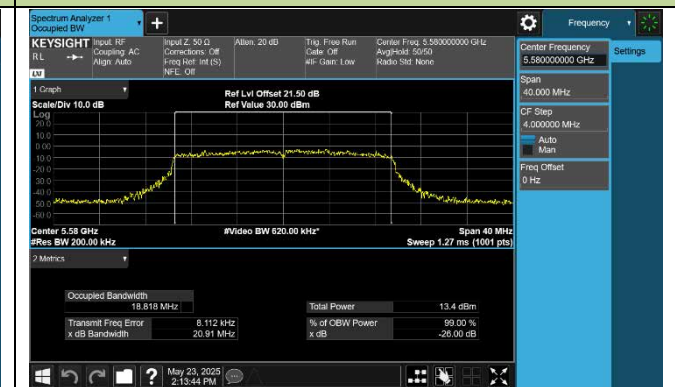 Spectrum Analyzer 1
Occupied BW
Frequency
KEYSIGHT
RL
LXI
Input: RF
Coupling: AC
Align: Auto
Input Z: 50 Ω
Corrections: Off
Freq Ref: Int (S)
NFE: Off
Atten: 20 dB
Trig: Free Run
Gate: Off
#IF Gain: Low
Center Freq: 5.580000000 GHz
Avg|Hold: 50/50
Radio Std: None
Center Frequency
5.580000000 GHz
Settings
Span
40.000 MHz
CF Step
4.000000 MHz
Auto
Man
Freq Offset
0 Hz
1 Graph
Scale/Div 10.0 dB
Ref Lvl Offset 21.50 dB
Ref Value 30.00 dBm
Log
20.0
10.0
0.00
-10.0
-20.0
-30.0
-40.0
-50.0
-60.0
Center 5.58 GHz
#Video BW 620.00 kHz*
Span 40 MHz
#Res BW 200.00 kHz
Sweep 1.27 ms (1001 pts)
2 Metrics
Occupied Bandwidth
18.818 MHz
Total Power
13.4 dBm
Transmit Freq Error
8.112 kHz
% of OBW Power
99.00 %
x dB Bandwidth
20.91 MHz
x dB
-26.00 dB
May 23, 2025
2:13:44 PM